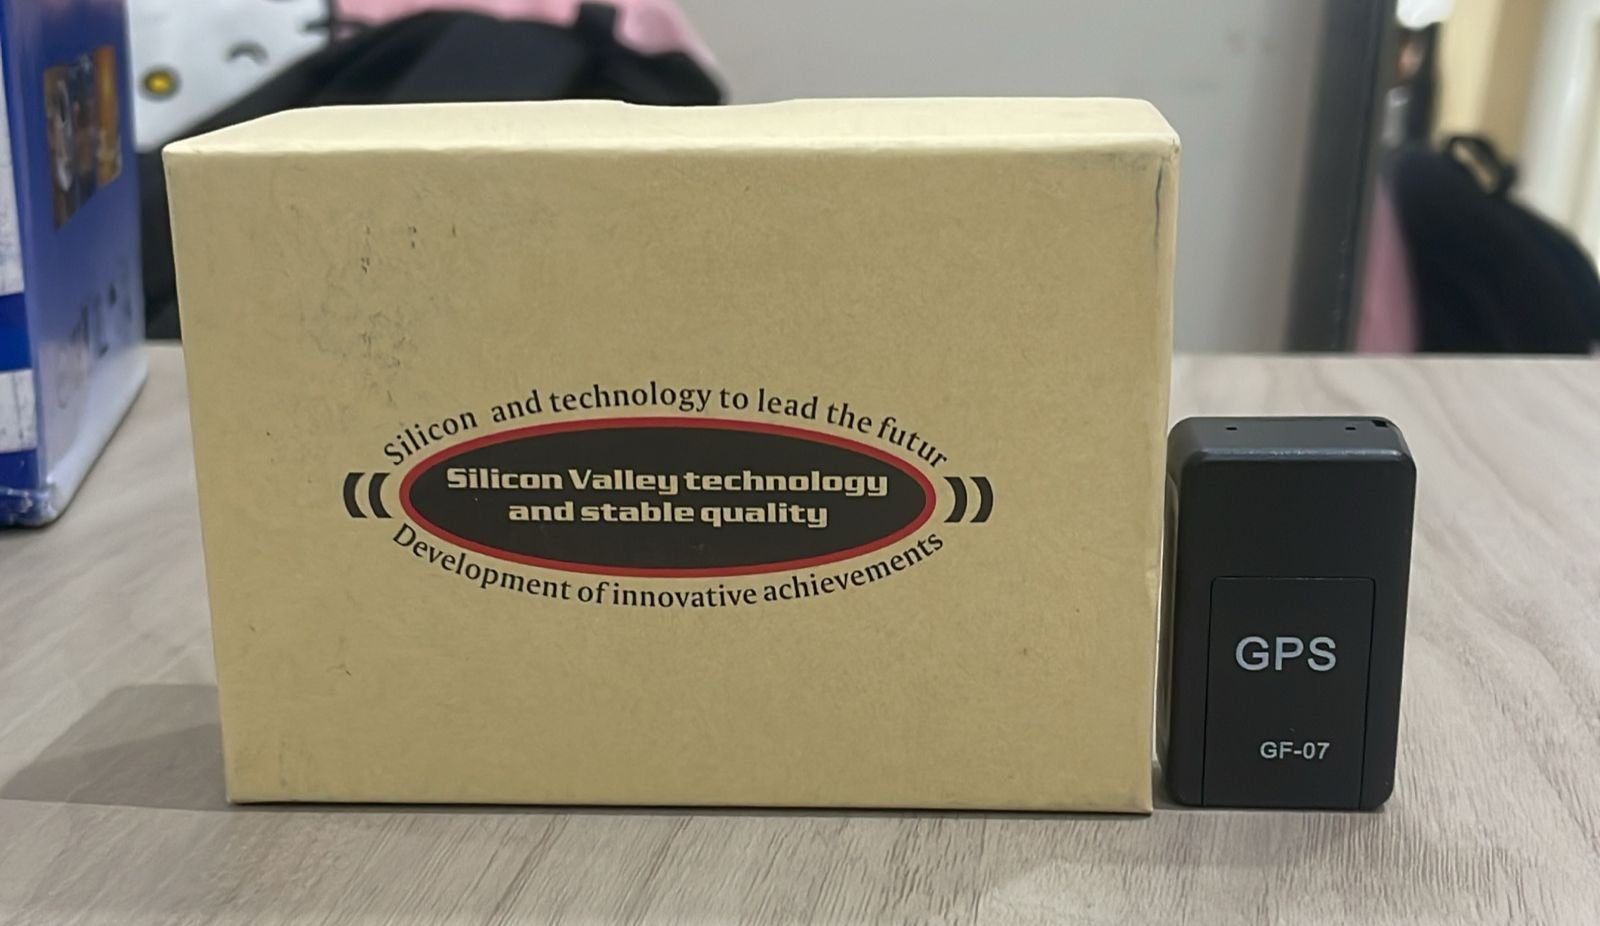 Silicon and technology to lead the futur
Silicon Valley technology
and stable quality
Development of innovative achievements
GPS
GF-07